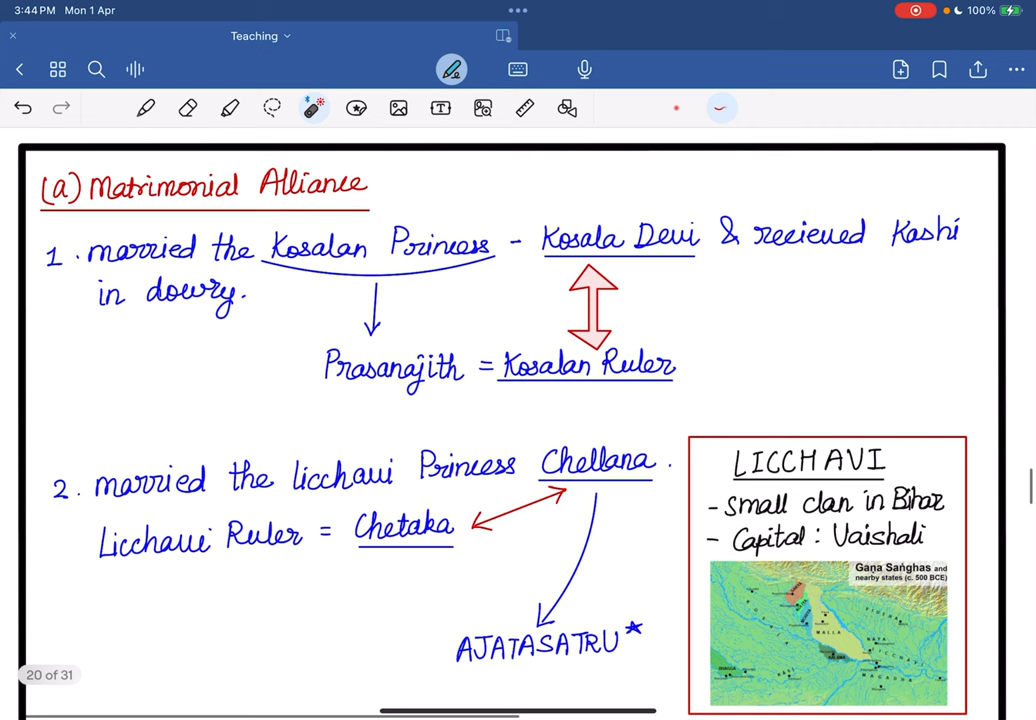 3:44 PM Mon 1 Apr
100%
Teaching
(a) Matrimonial Alliance
1. married the Kosalan Princess - Kosala Devi & recieved Kashi
in dowry.
Prasanajith = Kosalan Ruler
2. married the licchavi Princess Chellana.
Licchavi Ruler = Chetaka
AJATASATRU*
LICCHAVI
- Small clan in Bihar
- Capital: Vaishali
Gaṇa Saṅghas and
nearby states (c. 500 BCE)
MALLA
MAGADHA
20 of 31